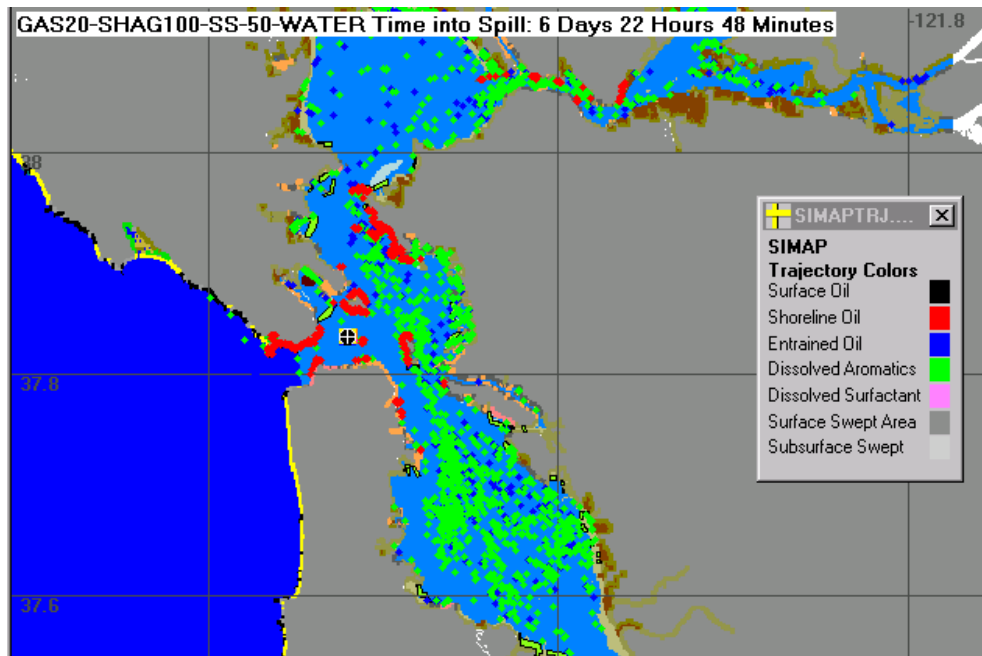 GAS20-SHAG100-SS-50-WATER Time into Spill: 6 Days 22 Hours 48 Minutes
-121.8
38
SIMAPTRJ....
SIMAP
Trajectory Colors
Surface Oil
Shoreline Oil
Entrained Oil
Dissolved Aromatics
Dissolved Surfactant
Surface Swept Area
Subsurface Swept
37.8
37.6